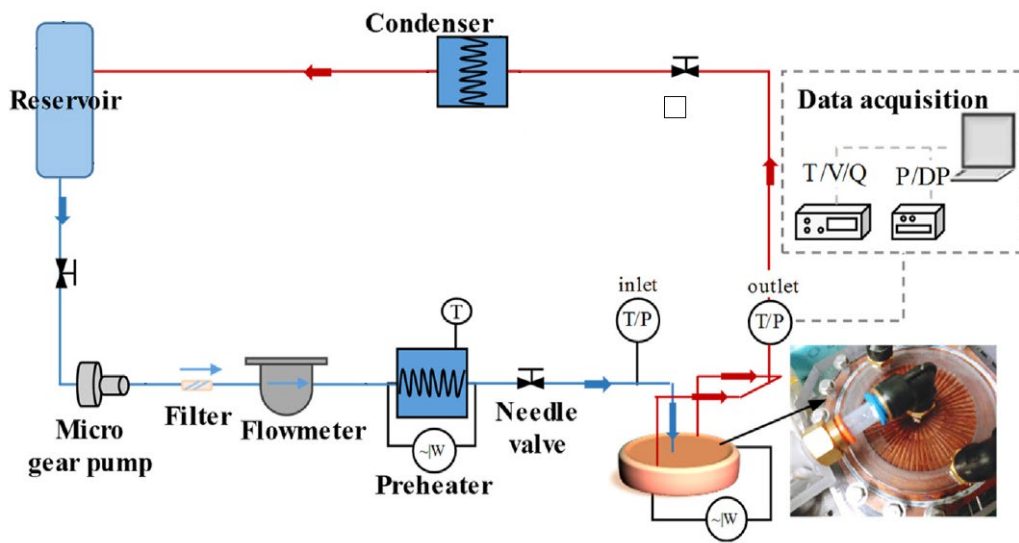 Condenser
Reservoir
Data acquisition
T/V/Q
P/DP
inlet
outlet
T
T/P
T/P
Filter
Flowmeter
Needle
valve
Micro
gear pump
~|W
Preheater
~|W